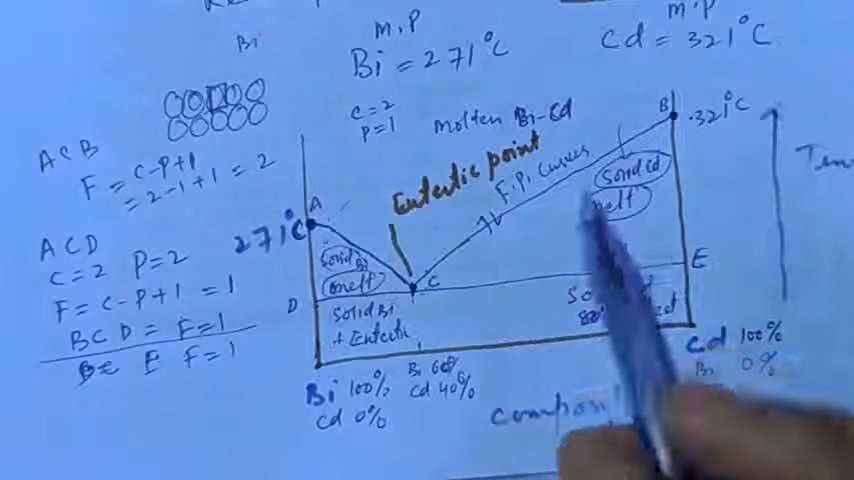 M.P
M.P
Bi
Bi = 271°C
Cd = 321°C
C=2
P=1
Molten Bi-Cd
B
.321°C
ACB
F = C-P+1
= 2-1+1 = 2
Eutectic point
F.P. Curves
Solid Cd
melt
A
271°C
ACD
C=2 P=2
F = C-P+1 = 1
BCD = F=1
E F=1
Solid Bi
melt
C
E
D
Solid Bi
+ Eutectic
Bi 100%
Cd 0%
Bi 60%
Cd 40%
Cd 100%
Bi 0%